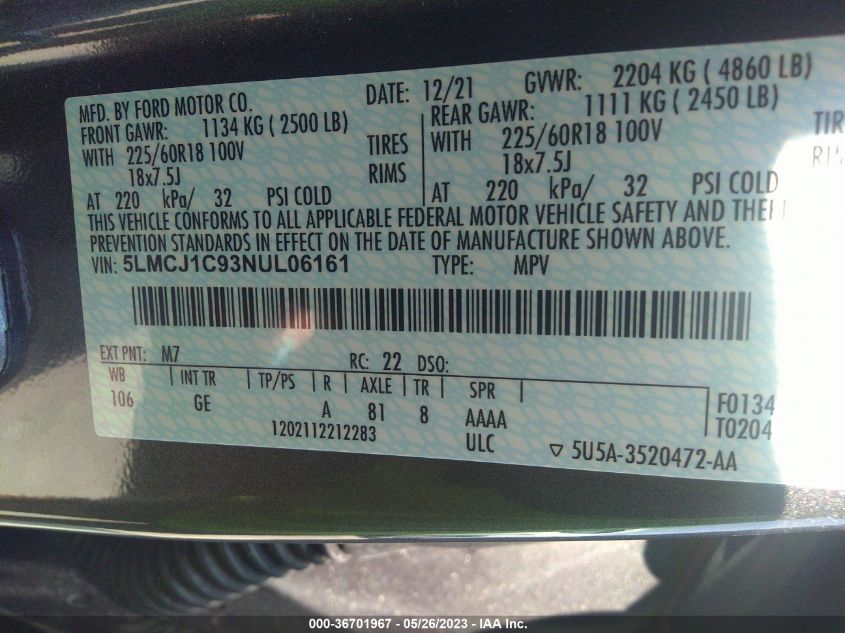 MFD. BY FORD MOTOR CO.
DATE: 12/21 GVWR: 2204 KG ( 4860 LB)
FRONT GAWR: 1134 KG ( 2500 LB)
REAR GAWR: 1111 KG ( 2450 LB)
WITH 225/60R18 100V TIRES
WITH 225/60R18 100V TIR
18x7.5J RIMS
18x7.5J RIM
AT 220 kPa/ 32 PSI COLD
AT 220 kPa/ 32 PSI COLD
THIS VEHICLE CONFORMS TO ALL APPLICABLE FEDERAL MOTOR VEHICLE SAFETY AND THEF
PREVENTION STANDARDS IN EFFECT ON THE DATE OF MANUFACTURE SHOWN ABOVE.
VIN: 5LMCJ1C93NUL06161 TYPE: MPV
EXT PNT: M7 RC: 22 DSO:
WB INT TR TP/PS R AXLE TR SPR
106 GE A 81 8 AAAA
F0134
T0204
1202112212283 ULC
5U5A-3520472-AA
000-36701967 - 05/26/2023 - IAA Inc.